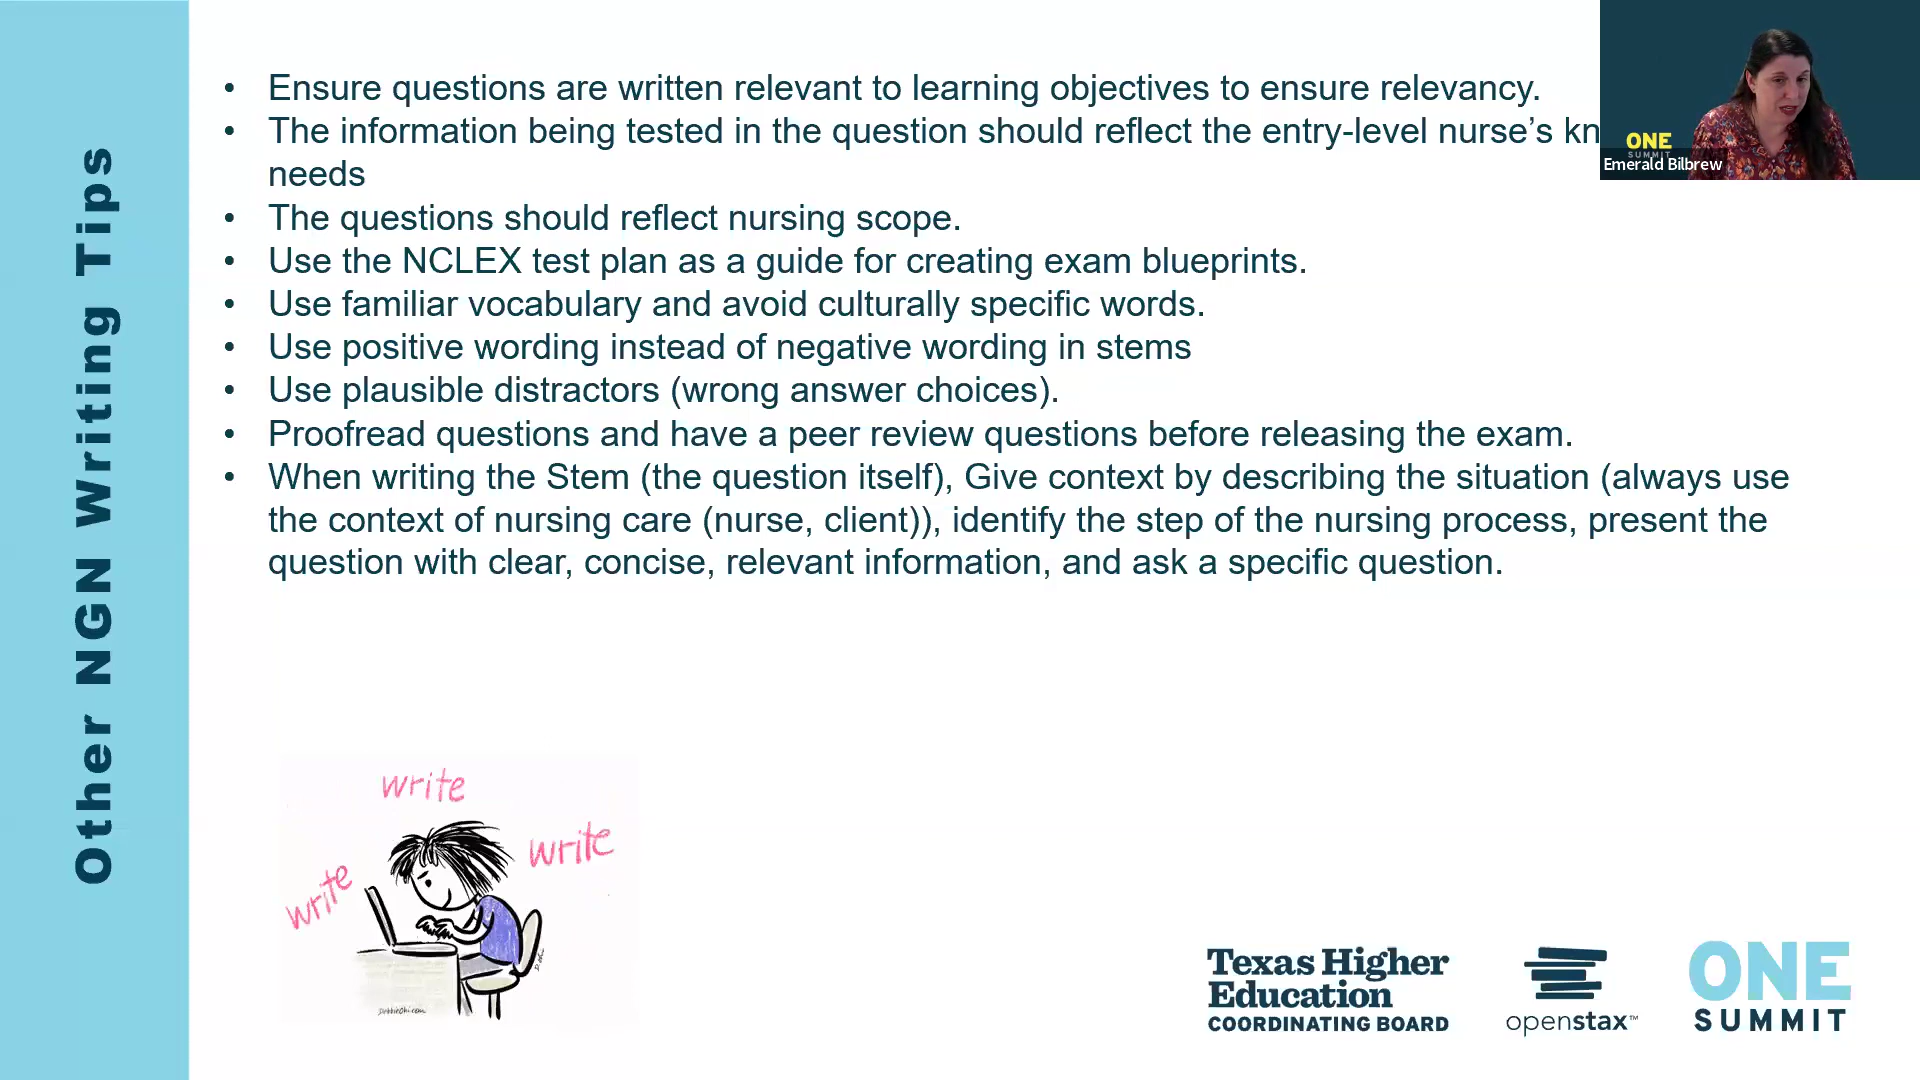 Other NGN Writing Tips
• Ensure questions are written relevant to learning objectives to ensure relevancy.
• The information being tested in the question should reflect the entry-level nurse’s kn
needs
• The questions should reflect nursing scope.
• Use the NCLEX test plan as a guide for creating exam blueprints.
• Use familiar vocabulary and avoid culturally specific words.
• Use positive wording instead of negative wording in stems
• Use plausible distractors (wrong answer choices).
• Proofread questions and have a peer review questions before releasing the exam.
• When writing the Stem (the question itself), Give context by describing the situation (always use
the context of nursing care (nurse, client)), identify the step of the nursing process, present the
question with clear, concise, relevant information, and ask a specific question.
ONE
SUMMIT
Emerald Bilbrew
write
write
write
DebbieOhi.com
Texas Higher
Education
COORDINATING BOARD
openstax™
ONE
SUMMIT